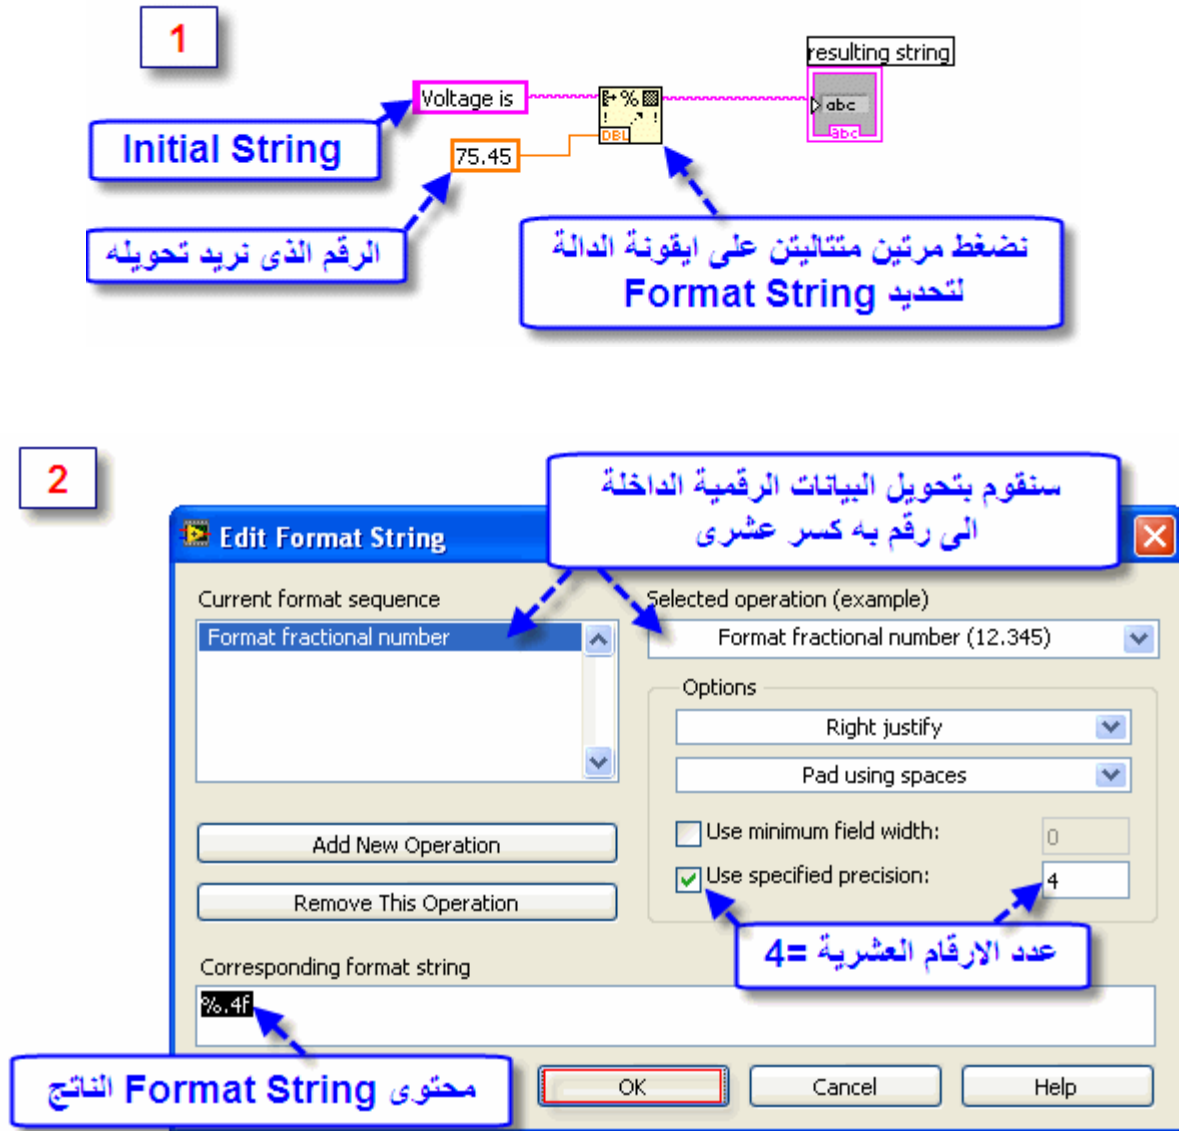 1
resulting string
Voltage is
abc
abc
% 
DBL
Initial String
75.45
الرقم الذى نريد تحويله
نضغط مرتين متتاليتن على ايقونة الدالة
لتحديد Format String
2
سنقوم بتحويل البيانات الرقمية الداخلة
الى رقم به كسر عشرى
Edit Format String
Current format sequence
Selected operation (example)
Format fractional number
Format fractional number (12.345)
Options
Right justify
Pad using spaces
Add New Operation
Use minimum field width:
0
Use specified precision:
4
Remove This Operation
عدد الارقام العشرية =4
Corresponding format string
%.4f
محتوى Format String الناتج
OK
Cancel
Help